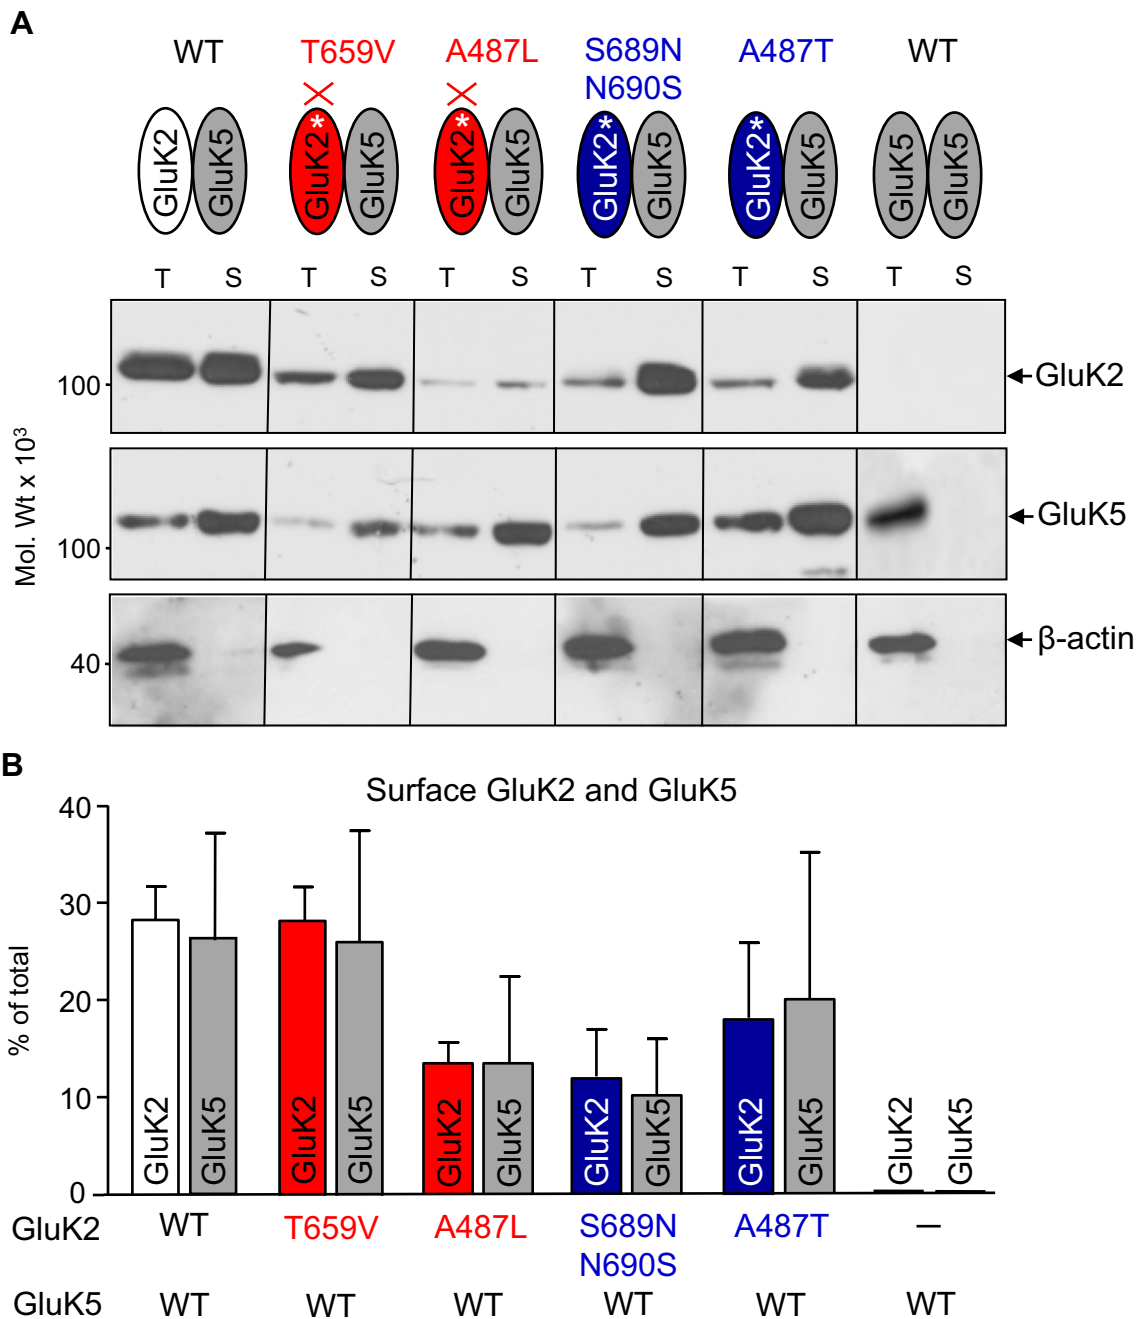 A
WT T659V A487L S689N A487T WT
N690S
GluK2 GluK5 GluK2* GluK5 GluK2* GluK5 GluK2* GluK5 GluK2* GluK5 GluK5 GluK5
T S T S T S T S T S T S
100 GluK2
100 GluK5
40 β-actin
Mol. Wt x 10³
B
Surface GluK2 and GluK5
40
30
20
10
0
% of total
GluK2 GluK5 GluK2 GluK5 GluK2 GluK5 GluK2 GluK5 GluK2 GluK5 GluK2 GluK5
GluK2 WT T659V A487L S689N A487T –
N690S
GluK5 WT WT WT WT WT WT